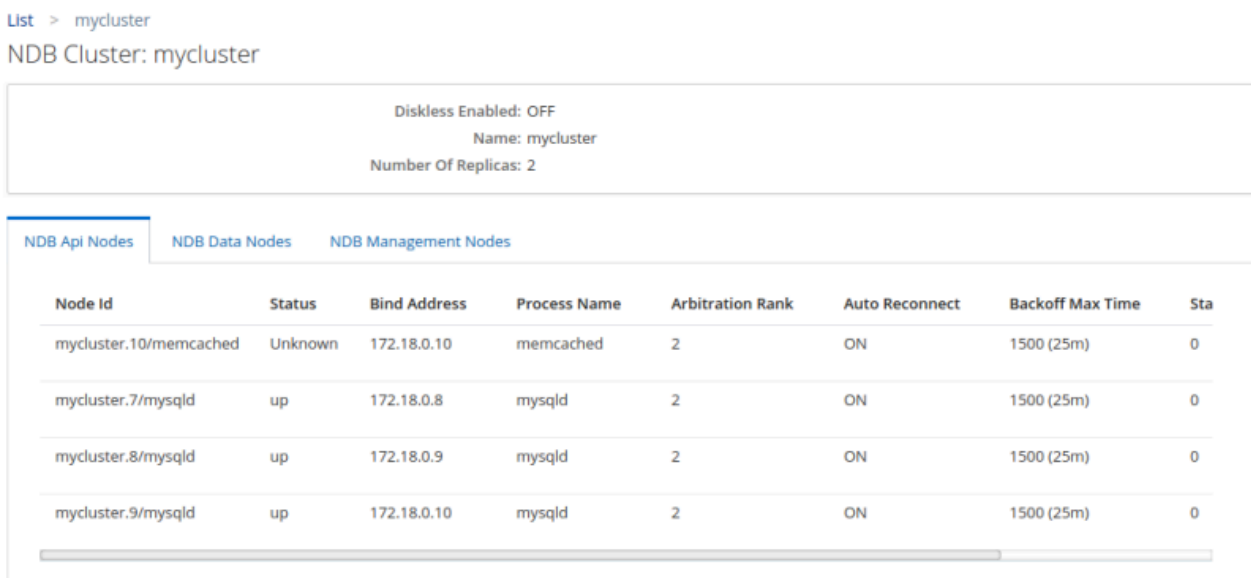 List > mycluster
NDB Cluster: mycluster
Diskless Enabled: OFF
Name: mycluster
Number Of Replicas: 2
NDB Api Nodes NDB Data Nodes NDB Management Nodes
Node Id Status Bind Address Process Name Arbitration Rank Auto Reconnect Backoff Max Time Sta
mycluster.10/memcached Unknown 172.18.0.10 memcached 2 ON 1500 (25m) 0
mycluster.7/mysqld up 172.18.0.8 mysqld 2 ON 1500 (25m) 0
mycluster.8/mysqld up 172.18.0.9 mysqld 2 ON 1500 (25m) 0
mycluster.9/mysqld up 172.18.0.10 mysqld 2 ON 1500 (25m) 0